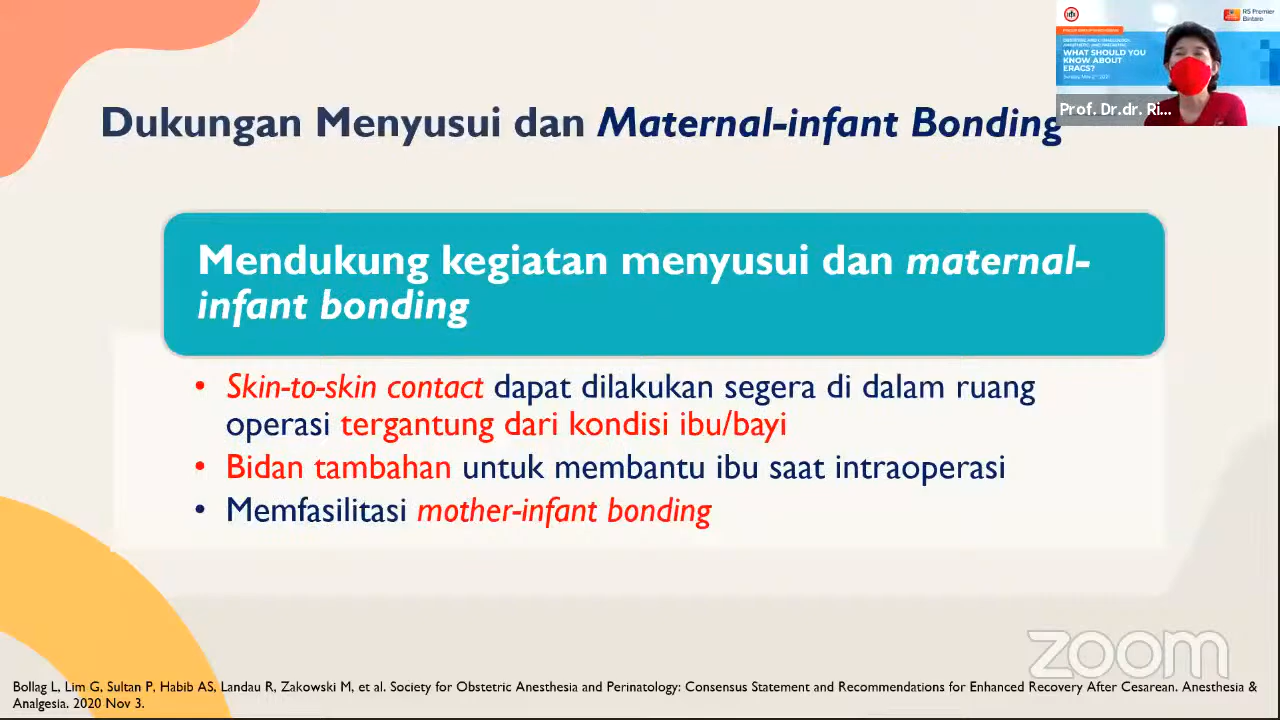 Dukungan Menyusui dan Maternal-infant Bonding
WHAT SHOULD YOU
KNOW ABOUT
ERACS?
RS Premier
Bintaro
Prof. Dr.dr. Ri...
Mendukung kegiatan menyusui dan maternal-
infant bonding
• Skin-to-skin contact dapat dilakukan segera di dalam ruang
operasi tergantung dari kondisi ibu/bayi
• Bidan tambahan untuk membantu ibu saat intraoperasi
• Memfasilitasi mother-infant bonding
zoom
Bollag L, Lim G, Sultan P, Habib AS, Landau R, Zakowski M, et al. Society for Obstetric Anesthesia and Perinatology: Consensus Statement and Recommendations for Enhanced Recovery After Cesarean. Anesthesia &
Analgesia. 2020 Nov 3.